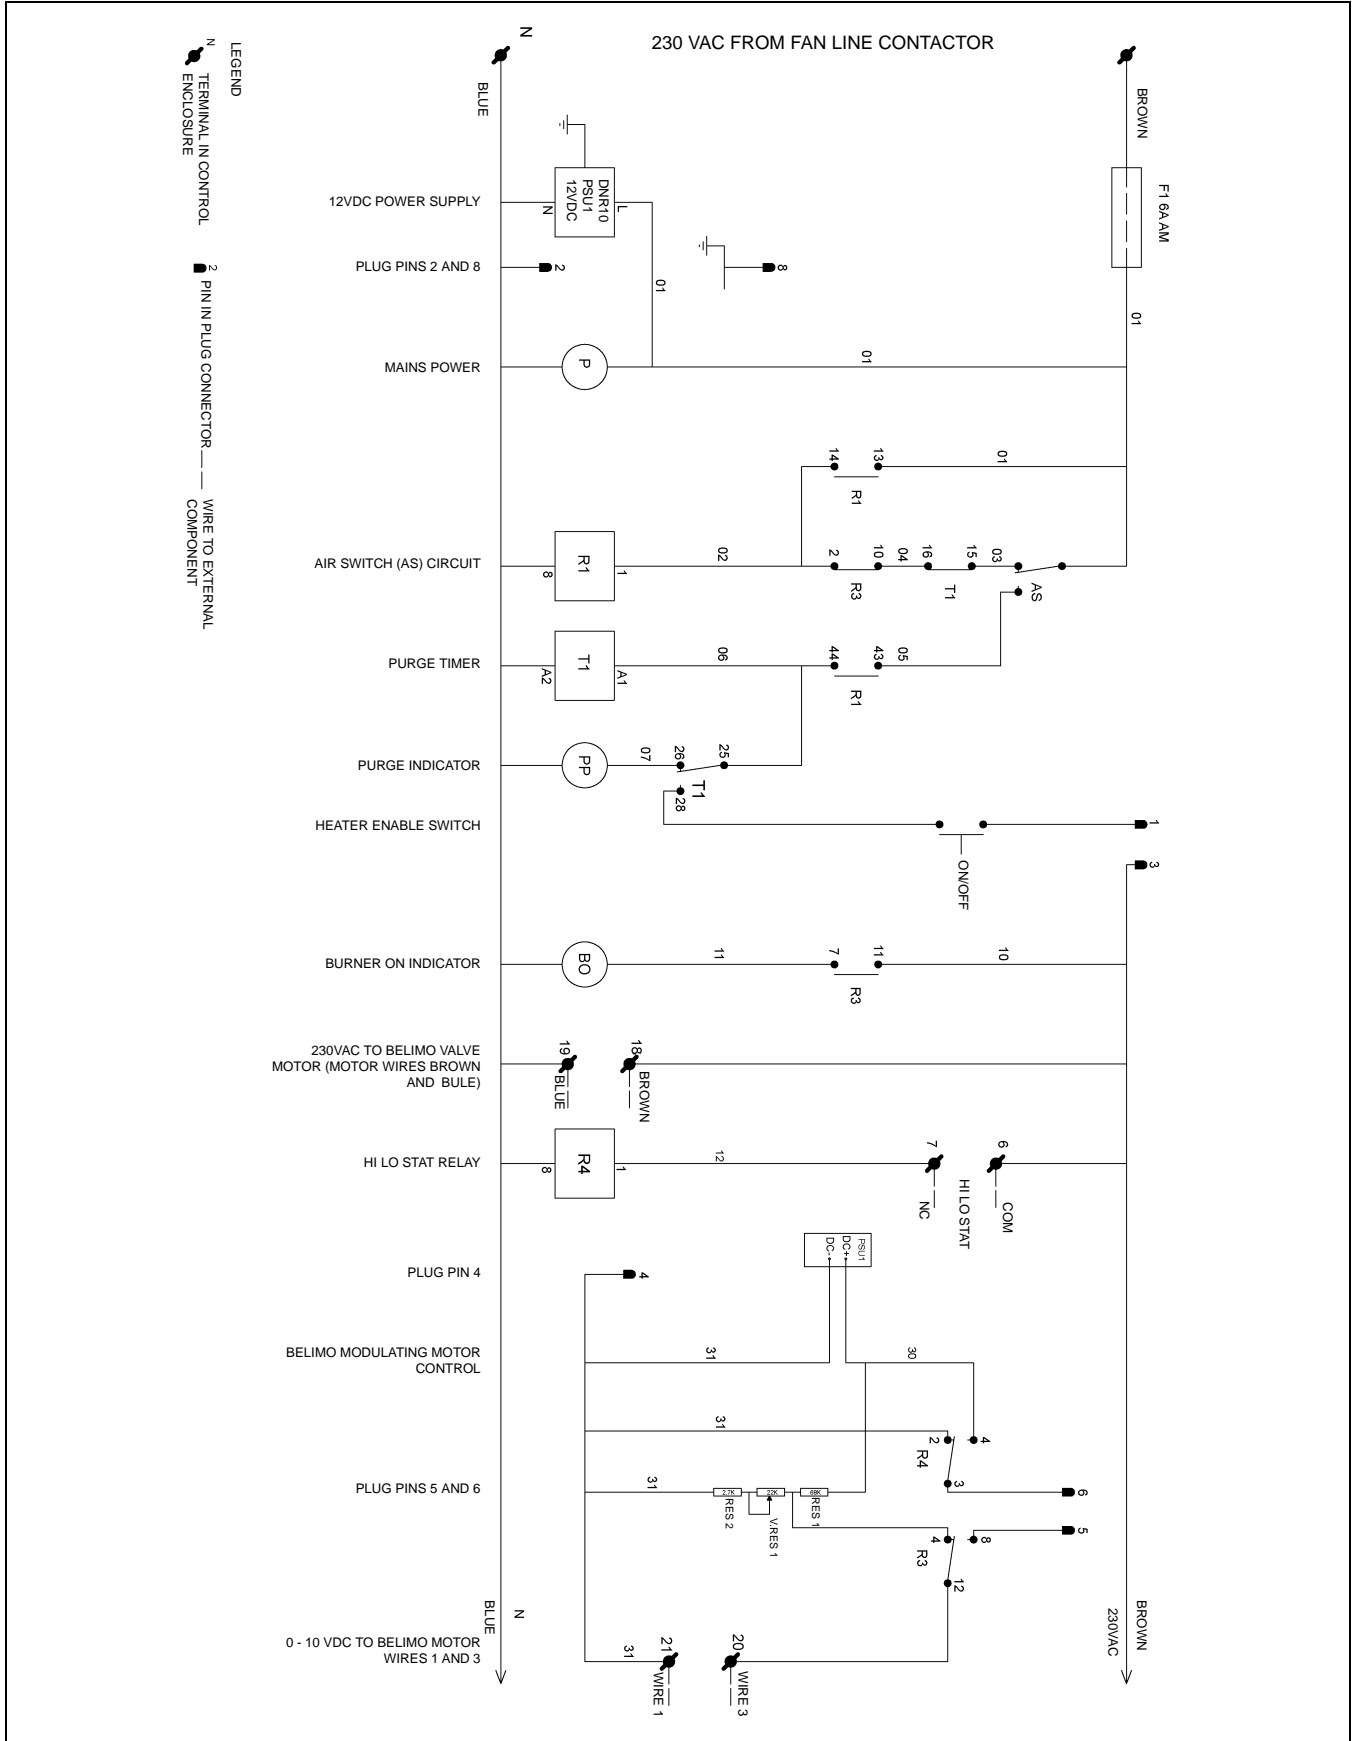 230 VAC FROM FAN LINE CONTACTOR
N
BLUE
BROWN
F1 6A AM
LEGEND
N
TERMINAL IN CONTROL
ENCLOSURE
2
PIN IN PLUG CONNECTOR
WIRE TO EXTERNAL
COMPONENT
12VDC POWER SUPPLY
N
DNR10
PSU1
12VDC
L
PLUG PINS 2 AND 8
2
8
01
01
MAINS POWER
P
01
14
13
01
R1
AIR SWITCH (AS) CIRCUIT
8
R1
1
02
2
10
R3
04
16
15
T1
03
AS
PURGE TIMER
A2
T1
A1
06
44
43
R1
05
PURGE INDICATOR
PP
07
26
25
T1
28
HEATER ENABLE SWITCH
ON/OFF
1
3
BURNER ON INDICATOR
BO
11
7
11
R3
10
230VAC TO BELIMO VALVE
MOTOR (MOTOR WIRES BROWN
AND BULE)
19
BLUE
18
BROWN
HI LO STAT RELAY
8
R4
1
12
7
NC
HI LO STAT
6
COM
PSU1
DC+
DC-
PLUG PIN 4
4
BELIMO MODULATING MOTOR
CONTROL
31
30
31
2
4
R4
3
6
PLUG PINS 5 AND 6
31
2.7K
RES 2
22K
V.RES 1
68K
RES 1
4
8
R3
12
5
0 - 10 VDC TO BELIMO MOTOR
WIRES 1 AND 3
BLUE
N
31
21
WIRE 1
20
WIRE 3
BROWN
230VAC